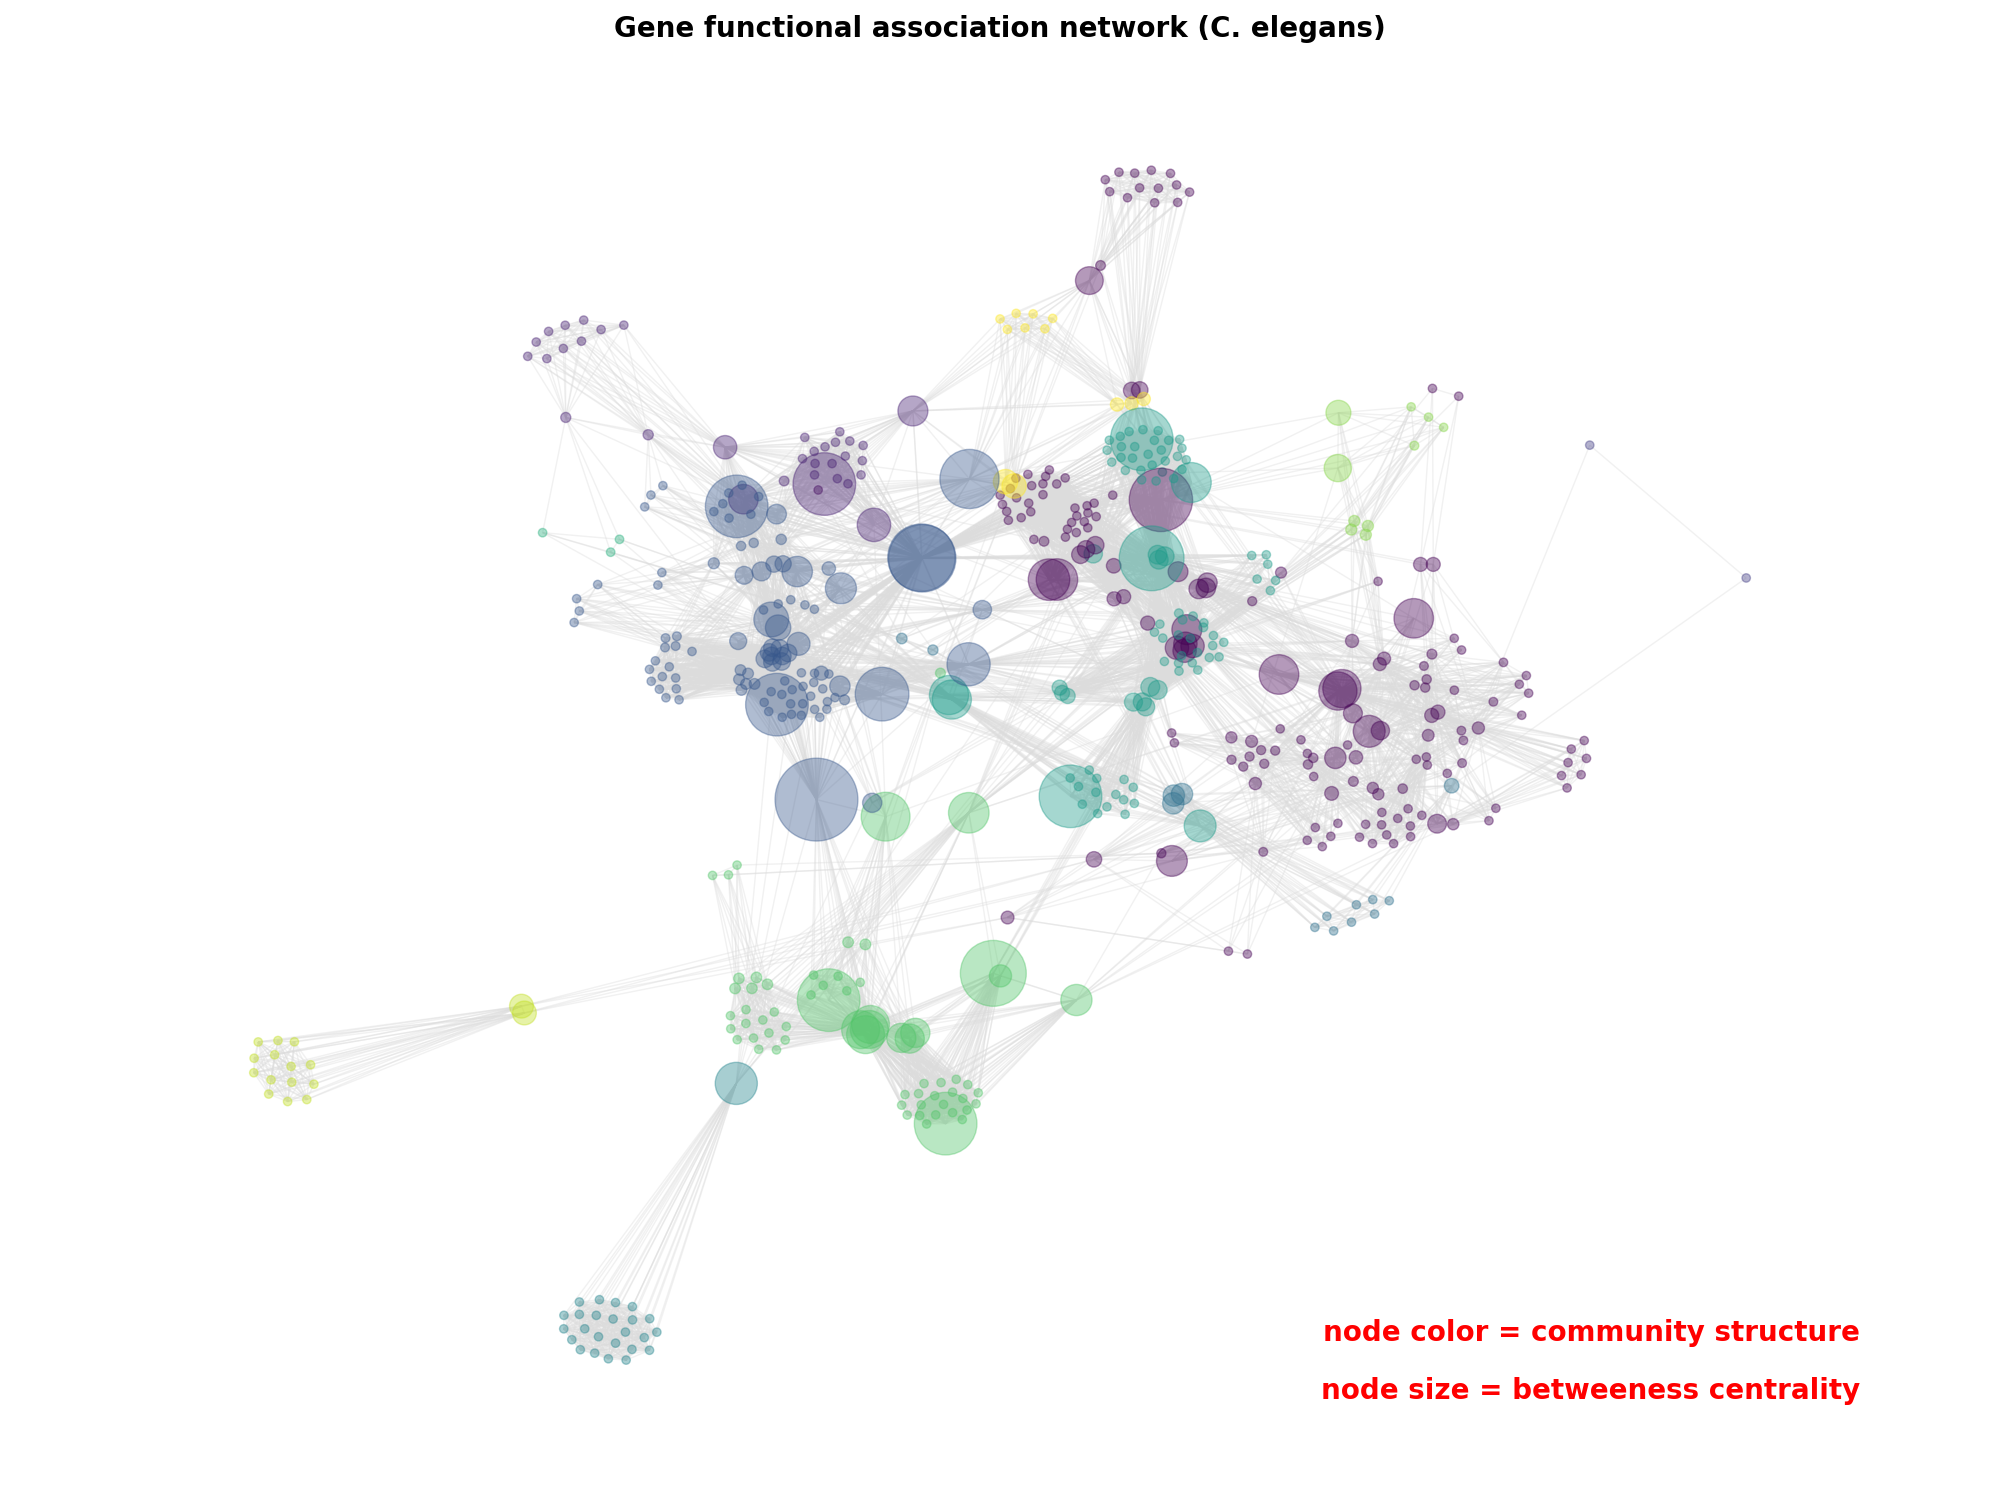 Gene functional association network (C. elegans)
node color = community structure
node size = betweeness centrality